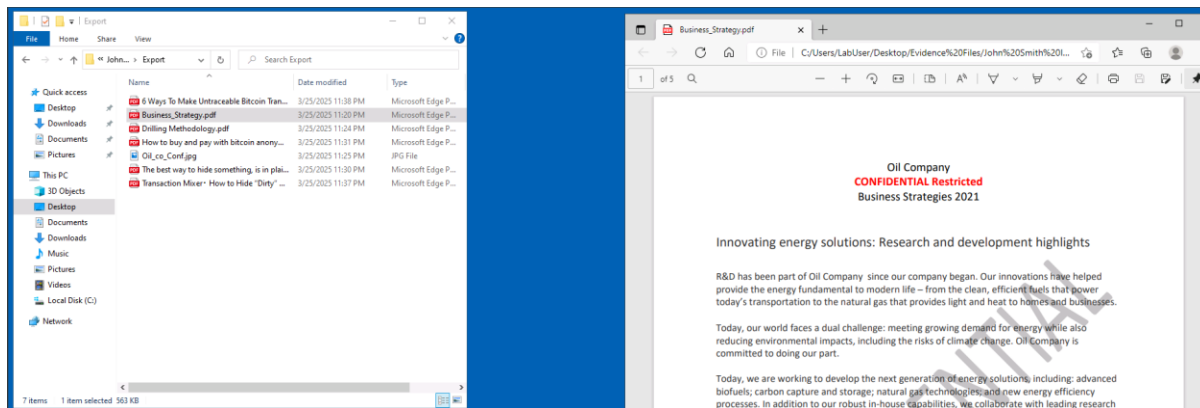 Export
File Home Share View
« John... > Export
Search Export
Name Date modified Type
Quick access
Desktop
Downloads
Documents
Pictures
This PC
3D Objects
Desktop
Documents
Downloads
Music
Pictures
Videos
Local Disk (C:)
Network
6 Ways To Make Untraceable Bitcoin Tran... 3/25/2025 11:38 PM Microsoft Edge P...
Business_Strategy.pdf 3/25/2025 11:20 PM Microsoft Edge P...
Drilling Methodology.pdf 3/25/2025 11:24 PM Microsoft Edge P...
How to buy and pay with bitcoin anony... 3/25/2025 11:31 PM Microsoft Edge P...
Oil_co_Conf.jpg 3/25/2025 11:25 PM JPG File
The best way to hide something, is in plai... 3/25/2025 11:30 PM Microsoft Edge P...
Transaction Mixer- How to Hide "Dirty" ... 3/25/2025 11:37 PM Microsoft Edge P...
7 items 1 item selected 563 KB
Business_Strategy.pdf
File C:/Users/LabUser/Desktop/Evidence%20Files/John%20Smith%20I...
1 of 5
Oil Company
CONFIDENTIAL Restricted
Business Strategies 2021
Innovating energy solutions: Research and development highlights
R&D has been part of Oil Company since our company began. Our innovations have helped
provide the energy fundamental to modern life – from the clean, efficient fuels that power
today's transportation to the natural gas that provides light and heat to homes and businesses.
Today, our world faces a dual challenge: meeting growing demand for energy while also
reducing environmental impacts, including the risks of climate change. Oil Company is
committed to doing our part.
Today, we are working to develop the next generation of energy solutions, including: advanced
biofuels; carbon capture and storage; natural gas technologies; and new energy efficiency
processes. In addition to our robust in-house capabilities, we collaborate with leading research
ENTIAL